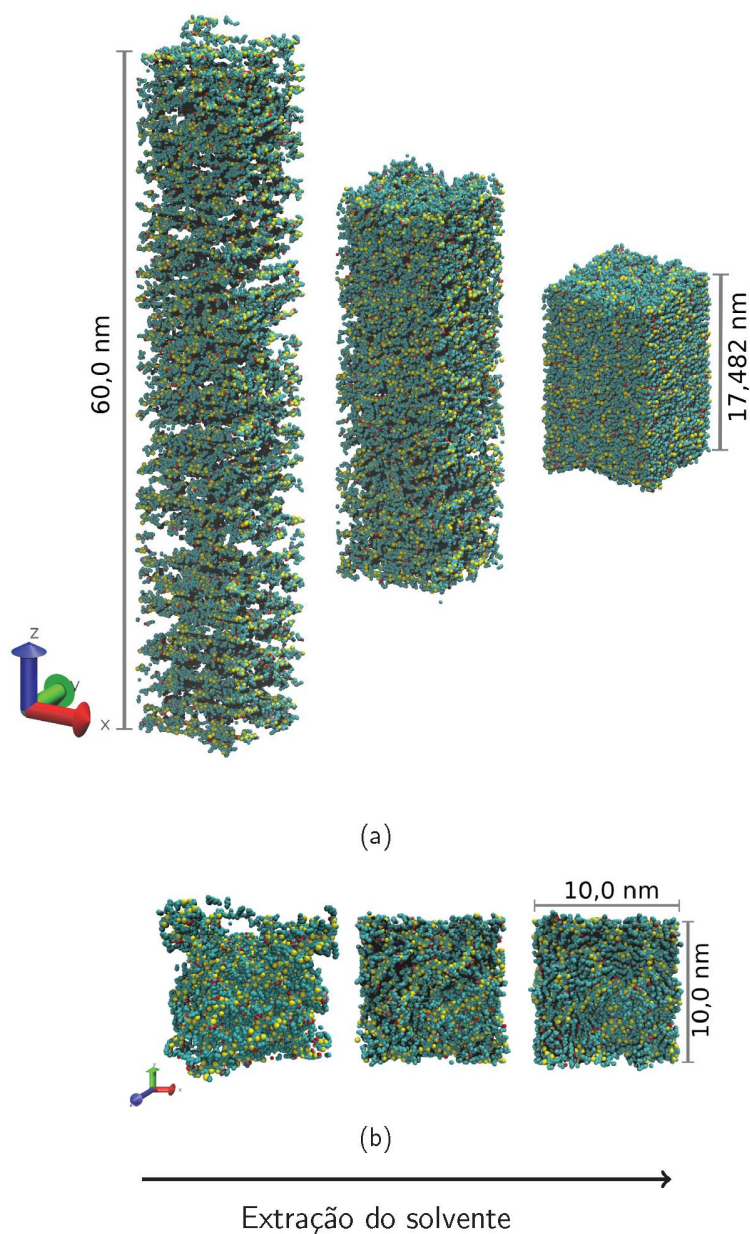 60,0 nm
17,482 nm
z
y
x
(a)
10,0 nm
10,0 nm
y
x
(b)
Extração do solvente